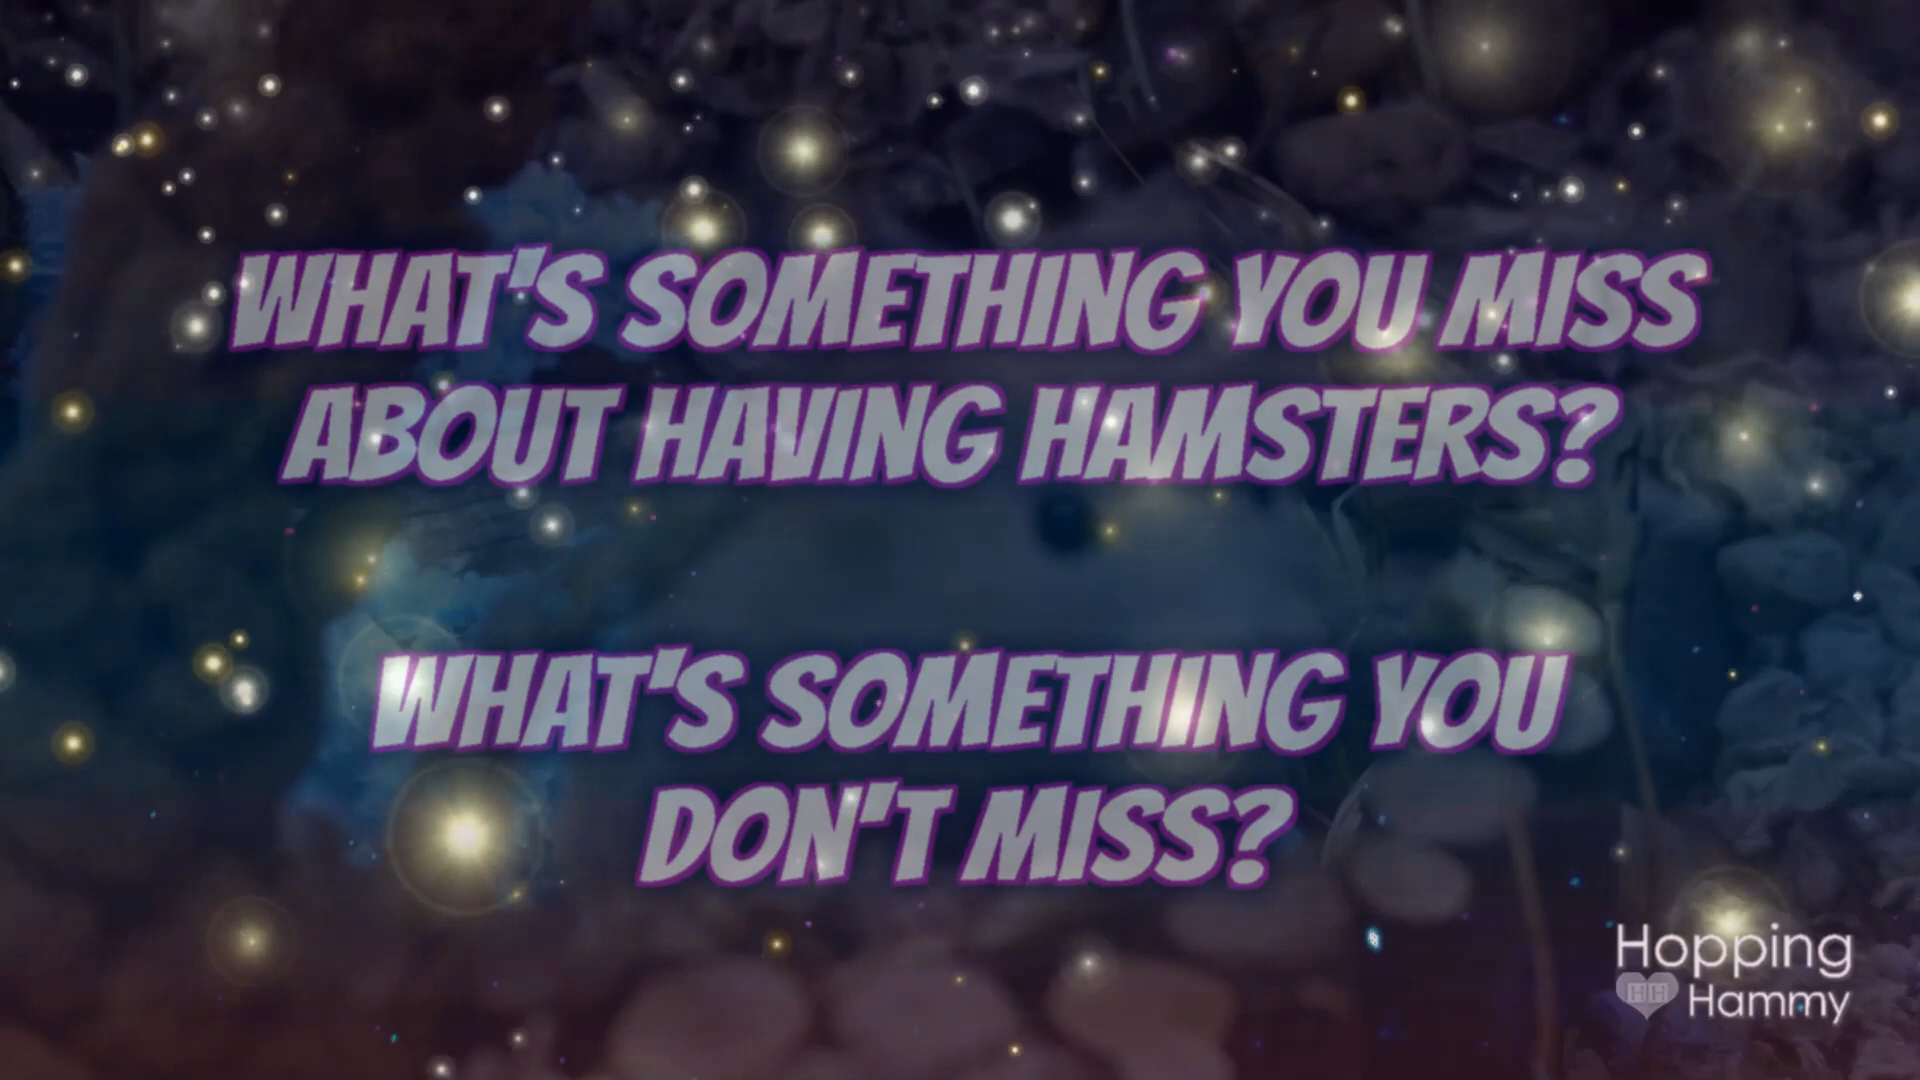 WHAT'S SOMETHING YOU MISS
ABOUT HAVING HAMSTERS?
WHAT'S SOMETHING YOU
DON'T MISS?
Hopping
HH
Hammy